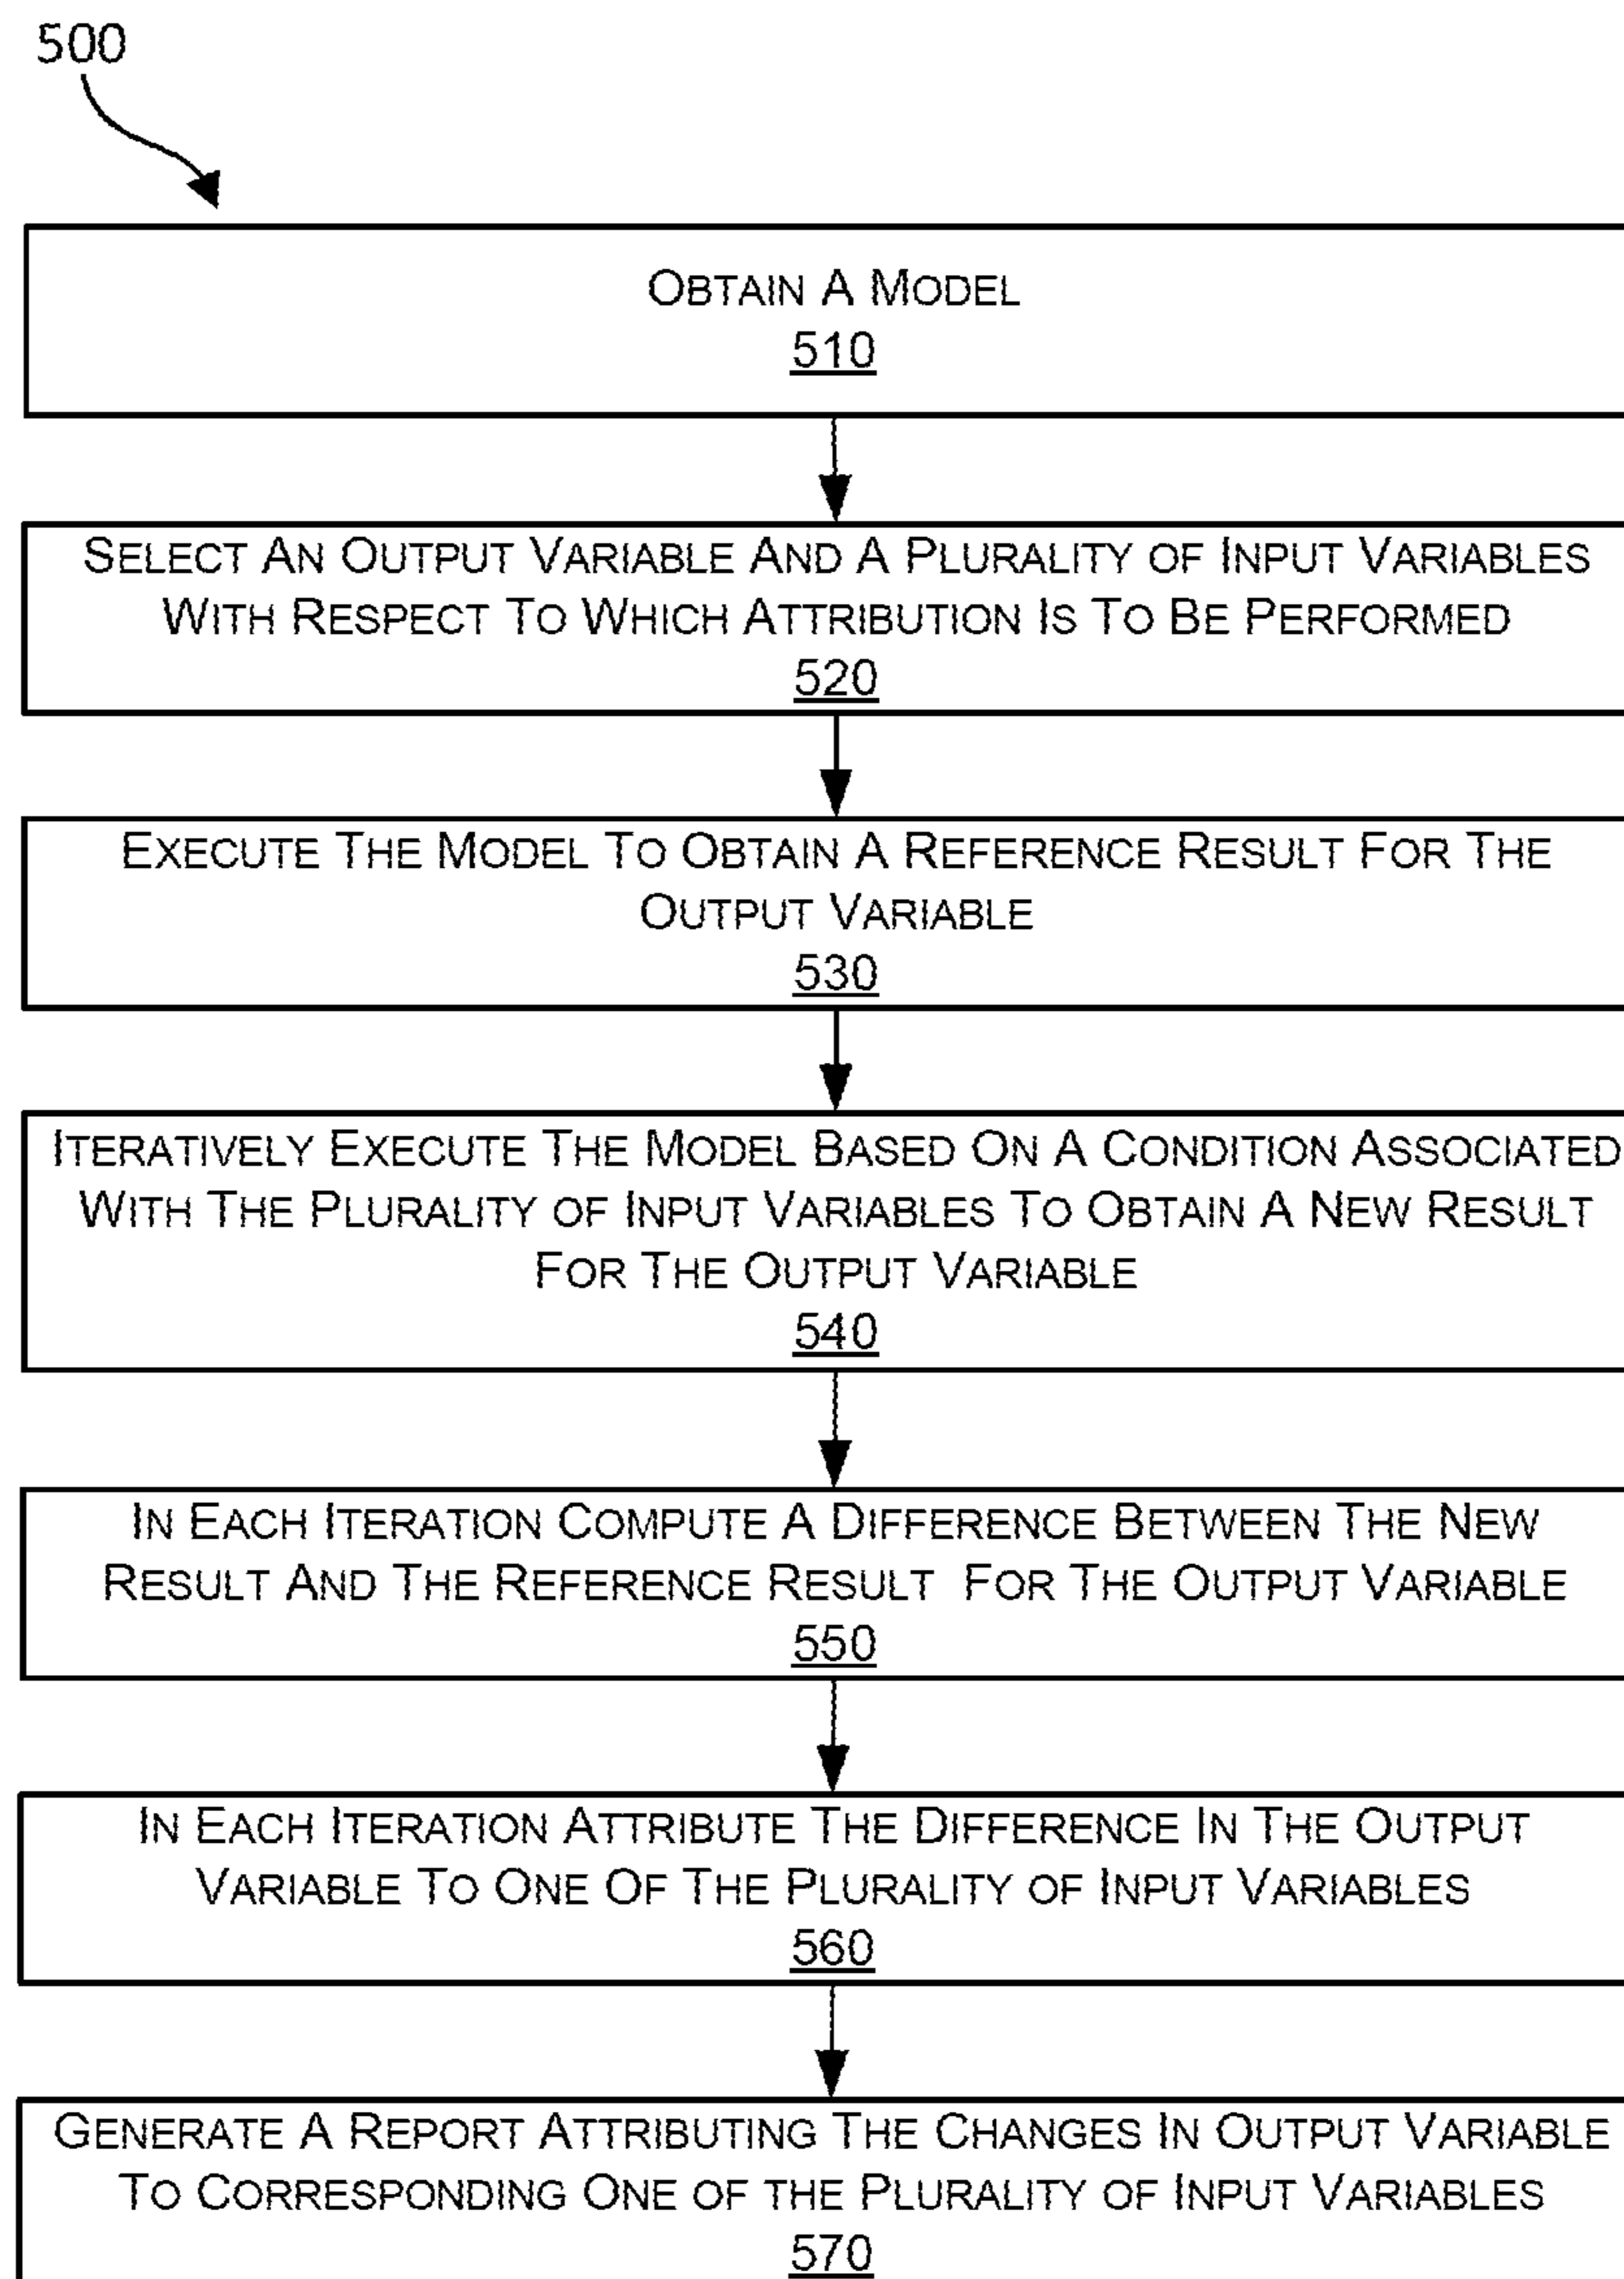 500
OBTAIN A MODEL
510
SELECT AN OUTPUT VARIABLE AND A PLURALITY OF INPUT VARIABLES
WITH RESPECT TO WHICH ATTRIBUTION IS TO BE PERFORMED
520
EXECUTE THE MODEL TO OBTAIN A REFERENCE RESULT FOR THE
OUTPUT VARIABLE
530
ITERATIVELY EXECUTE THE MODEL BASED ON A CONDITION ASSOCIATED
WITH THE PLURALITY OF INPUT VARIABLES TO OBTAIN A NEW RESULT
FOR THE OUTPUT VARIABLE
540
IN EACH ITERATION COMPUTE A DIFFERENCE BETWEEN THE NEW
RESULT AND THE REFERENCE RESULT FOR THE OUTPUT VARIABLE
550
IN EACH ITERATION ATTRIBUTE THE DIFFERENCE IN THE OUTPUT
VARIABLE TO ONE OF THE PLURALITY OF INPUT VARIABLES
560
GENERATE A REPORT ATTRIBUTING THE CHANGES IN OUTPUT VARIABLE
TO CORRESPONDING ONE OF THE PLURALITY OF INPUT VARIABLES
570